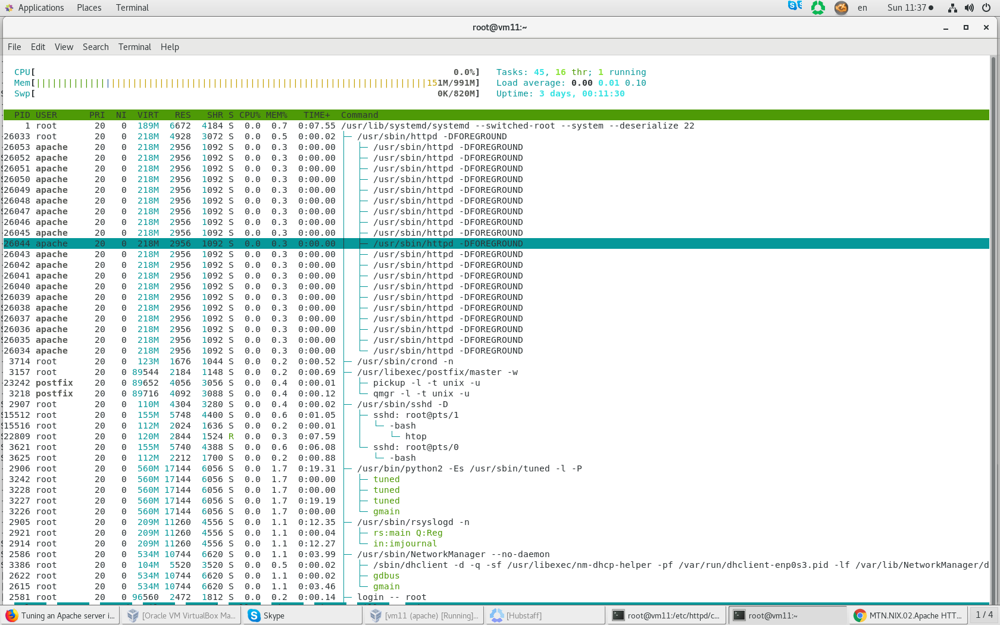 Applications Places Terminal en Sun 11:37
root@vm11:~
File Edit View Search Terminal Help
CPU[ 0.0%] Tasks: 45, 16 thr; 1 running
Mem[||||||||||||||||||||||||||||||||||||||||||||||||||||||||||||||||||||||||||151M/991M] Load average: 0.00 0.01 0.10
Swp[ 0K/820M] Uptime: 3 days, 00:11:30
PID USER PRI NI VIRT RES SHR S CPU% MEM% TIME+ Command
1 root 20 0 189M 6672 4184 S 0.0 0.7 0:07.55 /usr/lib/systemd/systemd --switched-root --system --deserialize 22
26033 root 20 0 218M 4928 3072 S 0.0 0.5 0:00.02 ├─ /usr/sbin/httpd -DFOREGROUND
26053 apache 20 0 218M 2956 1092 S 0.0 0.3 0:00.00 │ ├─ /usr/sbin/httpd -DFOREGROUND
26052 apache 20 0 218M 2956 1092 S 0.0 0.3 0:00.00 │ ├─ /usr/sbin/httpd -DFOREGROUND
26051 apache 20 0 218M 2956 1092 S 0.0 0.3 0:00.00 │ ├─ /usr/sbin/httpd -DFOREGROUND
26050 apache 20 0 218M 2956 1092 S 0.0 0.3 0:00.00 │ ├─ /usr/sbin/httpd -DFOREGROUND
26049 apache 20 0 218M 2956 1092 S 0.0 0.3 0:00.00 │ ├─ /usr/sbin/httpd -DFOREGROUND
26048 apache 20 0 218M 2956 1092 S 0.0 0.3 0:00.00 │ ├─ /usr/sbin/httpd -DFOREGROUND
26047 apache 20 0 218M 2956 1092 S 0.0 0.3 0:00.00 │ ├─ /usr/sbin/httpd -DFOREGROUND
26046 apache 20 0 218M 2956 1092 S 0.0 0.3 0:00.00 │ ├─ /usr/sbin/httpd -DFOREGROUND
26045 apache 20 0 218M 2956 1092 S 0.0 0.3 0:00.00 │ ├─ /usr/sbin/httpd -DFOREGROUND
26044 apache 20 0 218M 2956 1092 S 0.0 0.3 0:00.00 │ ├─ /usr/sbin/httpd -DFOREGROUND
26043 apache 20 0 218M 2956 1092 S 0.0 0.3 0:00.00 │ ├─ /usr/sbin/httpd -DFOREGROUND
26042 apache 20 0 218M 2956 1092 S 0.0 0.3 0:00.00 │ ├─ /usr/sbin/httpd -DFOREGROUND
26041 apache 20 0 218M 2956 1092 S 0.0 0.3 0:00.00 │ ├─ /usr/sbin/httpd -DFOREGROUND
26040 apache 20 0 218M 2956 1092 S 0.0 0.3 0:00.00 │ ├─ /usr/sbin/httpd -DFOREGROUND
26039 apache 20 0 218M 2956 1092 S 0.0 0.3 0:00.00 │ ├─ /usr/sbin/httpd -DFOREGROUND
26038 apache 20 0 218M 2956 1092 S 0.0 0.3 0:00.00 │ ├─ /usr/sbin/httpd -DFOREGROUND
26037 apache 20 0 218M 2956 1092 S 0.0 0.3 0:00.00 │ ├─ /usr/sbin/httpd -DFOREGROUND
26036 apache 20 0 218M 2956 1092 S 0.0 0.3 0:00.00 │ ├─ /usr/sbin/httpd -DFOREGROUND
26035 apache 20 0 218M 2956 1092 S 0.0 0.3 0:00.00 │ ├─ /usr/sbin/httpd -DFOREGROUND
26034 apache 20 0 218M 2956 1092 S 0.0 0.3 0:00.00 │ └─ /usr/sbin/httpd -DFOREGROUND
3714 root 20 0 123M 1676 1044 S 0.0 0.2 0:00.52 ├─ /usr/sbin/crond -n
3157 root 20 0 89544 2184 1148 S 0.0 0.2 0:00.69 ├─ /usr/libexec/postfix/master -w
23242 postfix 20 0 89652 4056 3056 S 0.0 0.4 0:00.01 │ ├─ pickup -l -t unix -u
3218 postfix 20 0 89716 4092 3088 S 0.0 0.4 0:00.12 │ └─ qmgr -l -t unix -u
2907 root 20 0 110M 4304 3280 S 0.0 0.4 0:00.02 ├─ /usr/sbin/sshd -D
15512 root 20 0 155M 5748 4400 S 0.0 0.6 0:01.05 │ ├─ sshd: root@pts/1
15516 root 20 0 112M 2024 1636 S 0.0 0.2 0:00.01 │ │ └─ -bash
22809 root 20 0 120M 2844 1524 R 0.0 0.3 0:07.59 │ │ └─ htop
3621 root 20 0 155M 5740 4388 S 0.0 0.6 0:06.08 │ └─ sshd: root@pts/0
3625 root 20 0 112M 2212 1700 S 0.0 0.2 0:00.88 │ └─ -bash
2906 root 20 0 560M 17144 6056 S 0.0 1.7 0:19.31 ├─ /usr/bin/python2 -Es /usr/sbin/tuned -l -P
3242 root 20 0 560M 17144 6056 S 0.0 1.7 0:00.00 │ ├─ tuned
3228 root 20 0 560M 17144 6056 S 0.0 1.7 0:00.00 │ ├─ tuned
3227 root 20 0 560M 17144 6056 S 0.0 1.7 0:19.19 │ ├─ tuned
3226 root 20 0 560M 17144 6056 S 0.0 1.7 0:00.00 │ └─ gmain
2905 root 20 0 209M 11260 4556 S 0.0 1.1 0:12.35 ├─ /usr/sbin/rsyslogd -n
2921 root 20 0 209M 11260 4556 S 0.0 1.1 0:00.04 │ ├─ rs:main Q:Reg
2914 root 20 0 209M 11260 4556 S 0.0 1.1 0:12.27 │ └─ in:imjournal
2586 root 20 0 534M 10744 6620 S 0.0 1.1 0:03.99 ├─ /usr/sbin/NetworkManager --no-daemon
3386 root 20 0 104M 5520 3520 S 0.0 0.5 0:00.02 │ ├─ /sbin/dhclient -d -q -sf /usr/libexec/nm-dhcp-helper -pf /var/run/dhclient-enp0s3.pid -lf /var/lib/NetworkManager/d
2622 root 20 0 534M 10744 6620 S 0.0 1.1 0:00.02 │ ├─ gdbus
2615 root 20 0 534M 10744 6620 S 0.0 1.1 0:03.46 │ └─ gmain
2581 root 20 0 96560 2472 1812 S 0.0 0.2 0:00.14 ├─ login -- root
Tuning an Apache server i... [Oracle VM VirtualBox Ma... Skype [vm11 (apache) [Running]... [Hubstaff] root@vm11:/etc/httpd/c... root@vm11:~ MTN.NIX.02.Apache HTT... 1 / 4